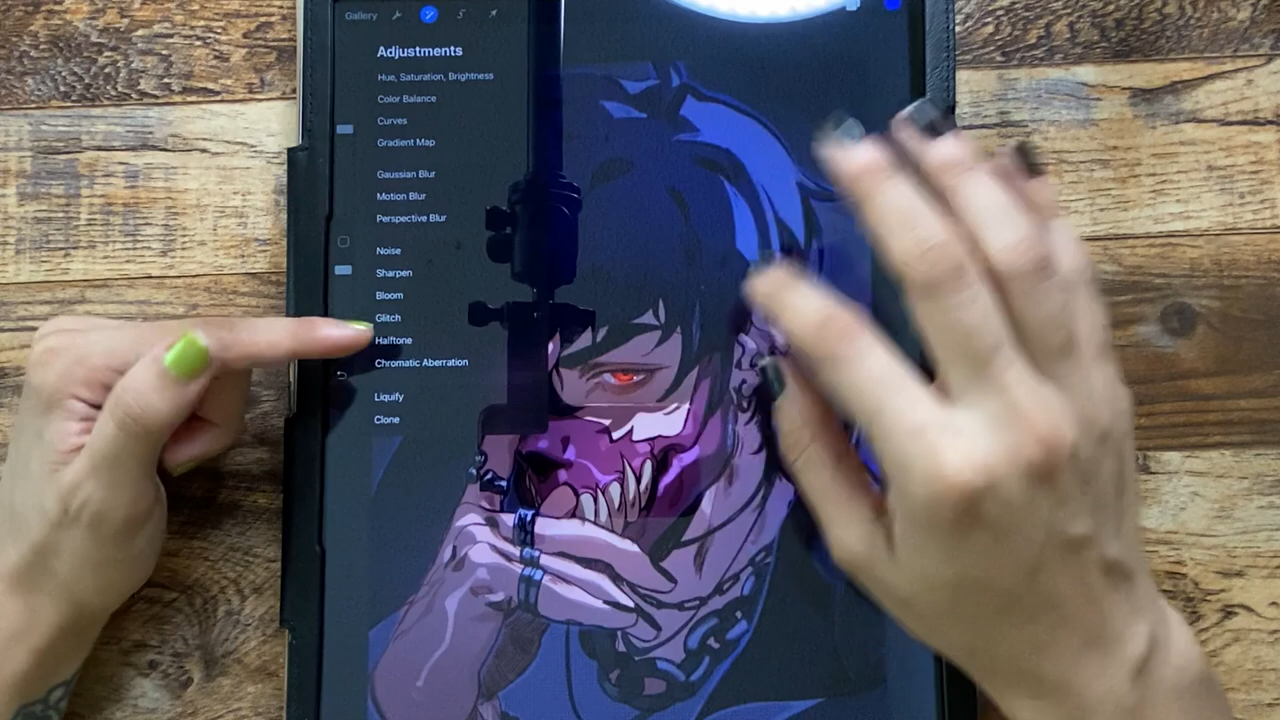 Gallery
Adjustments
Hue, Saturation, Brightness
Color Balance
Curves
Gradient Map
Gaussian Blur
Motion Blur
Perspective Blur
Noise
Sharpen
Bloom
Glitch
Halftone
Chromatic Aberration
Liquify
Clone